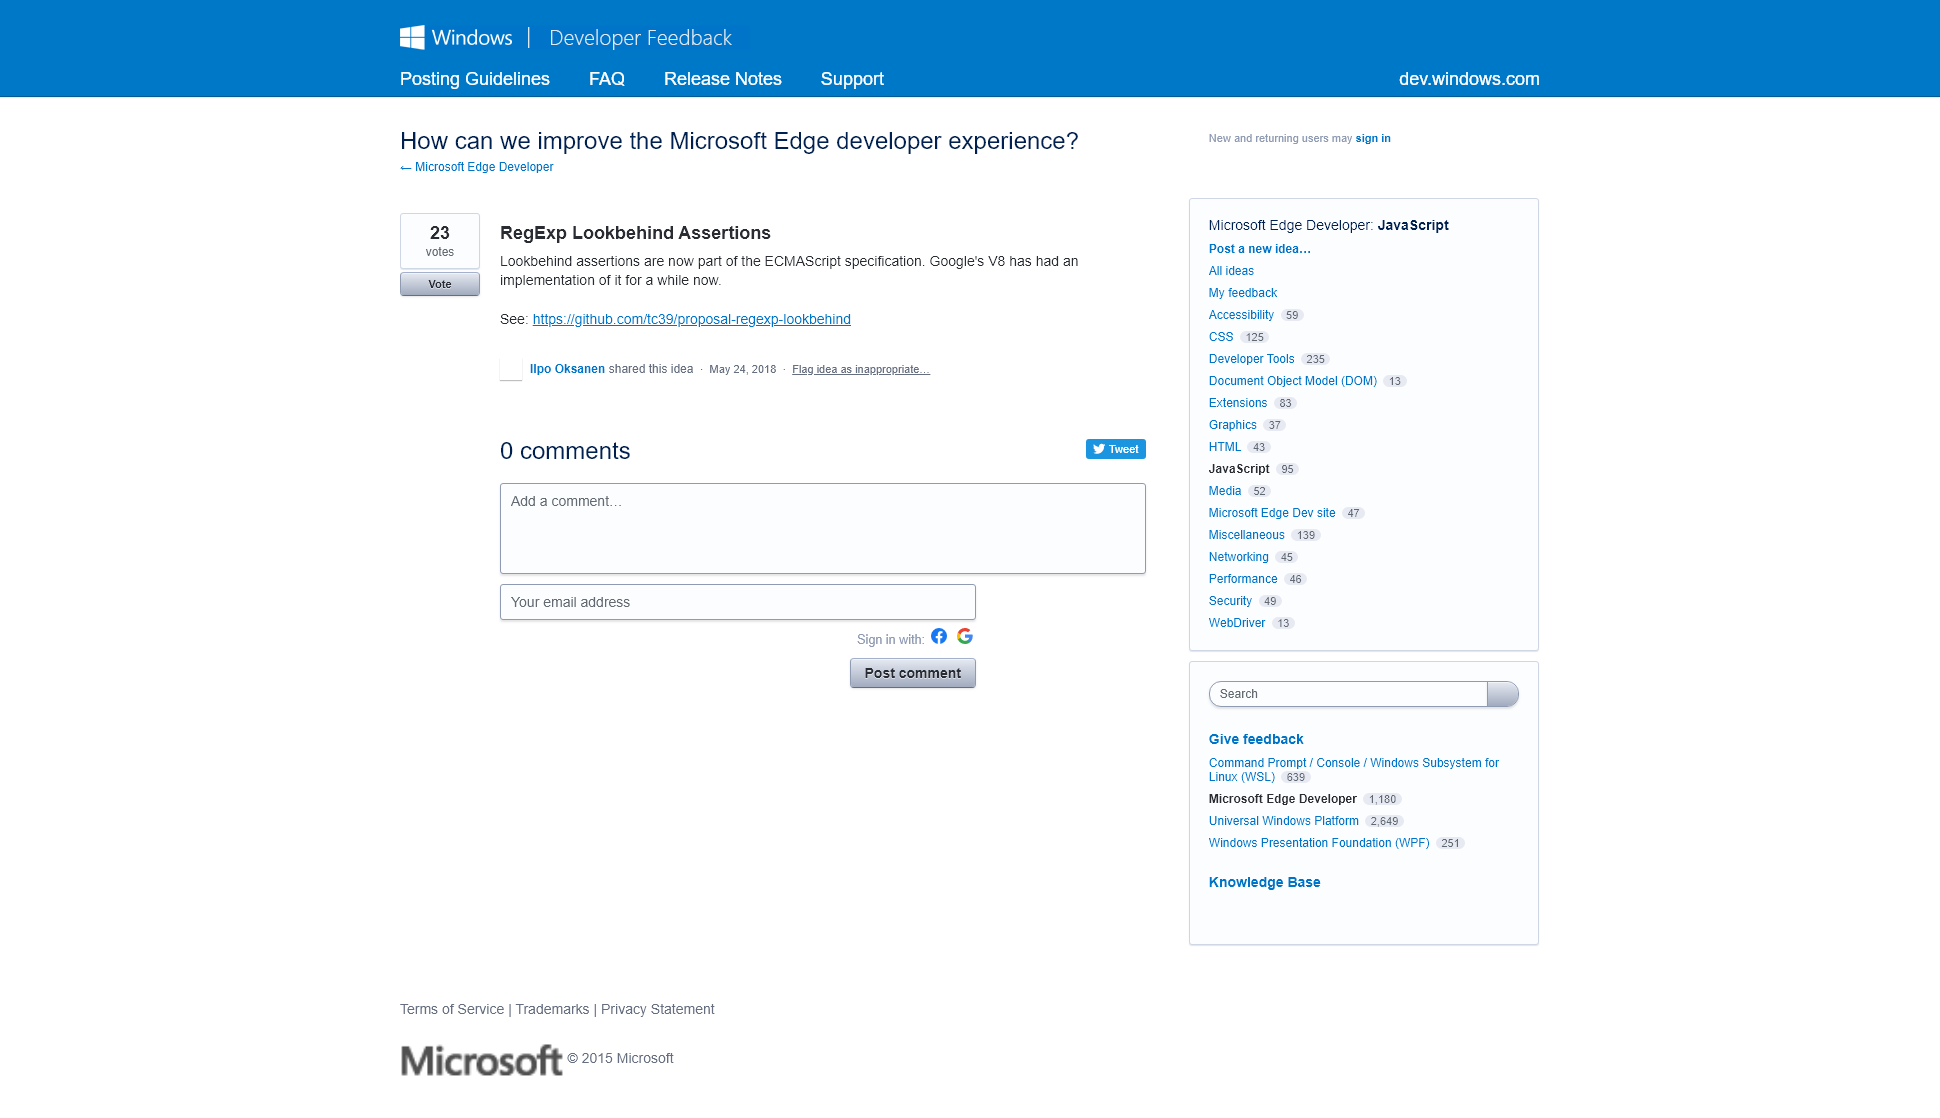 Windows | Developer Feedback
Posting Guidelines FAQ Release Notes Support dev.windows.com
How can we improve the Microsoft Edge developer experience?
← Microsoft Edge Developer
New and returning users may sign in
23
votes
Vote
RegExp Lookbehind Assertions
Lookbehind assertions are now part of the ECMAScript specification. Google's V8 has had an
implementation of it for a while now.
See: https://github.com/tc39/proposal-regexp-lookbehind
Ilpo Oksanen shared this idea · May 24, 2018 · Flag idea as inappropriate…
0 comments
Tweet
Add a comment…
Your email address
Sign in with:
Post comment
Microsoft Edge Developer: JavaScript
Post a new idea…
All ideas
My feedback
Accessibility 59
CSS 125
Developer Tools 235
Document Object Model (DOM) 13
Extensions 83
Graphics 37
HTML 43
JavaScript 95
Media 52
Microsoft Edge Dev site 47
Miscellaneous 139
Networking 45
Performance 46
Security 49
WebDriver 13
Search
Give feedback
Command Prompt / Console / Windows Subsystem for
Linux (WSL) 639
Microsoft Edge Developer 1,180
Universal Windows Platform 2,649
Windows Presentation Foundation (WPF) 251
Knowledge Base
Terms of Service | Trademarks | Privacy Statement
Microsoft © 2015 Microsoft